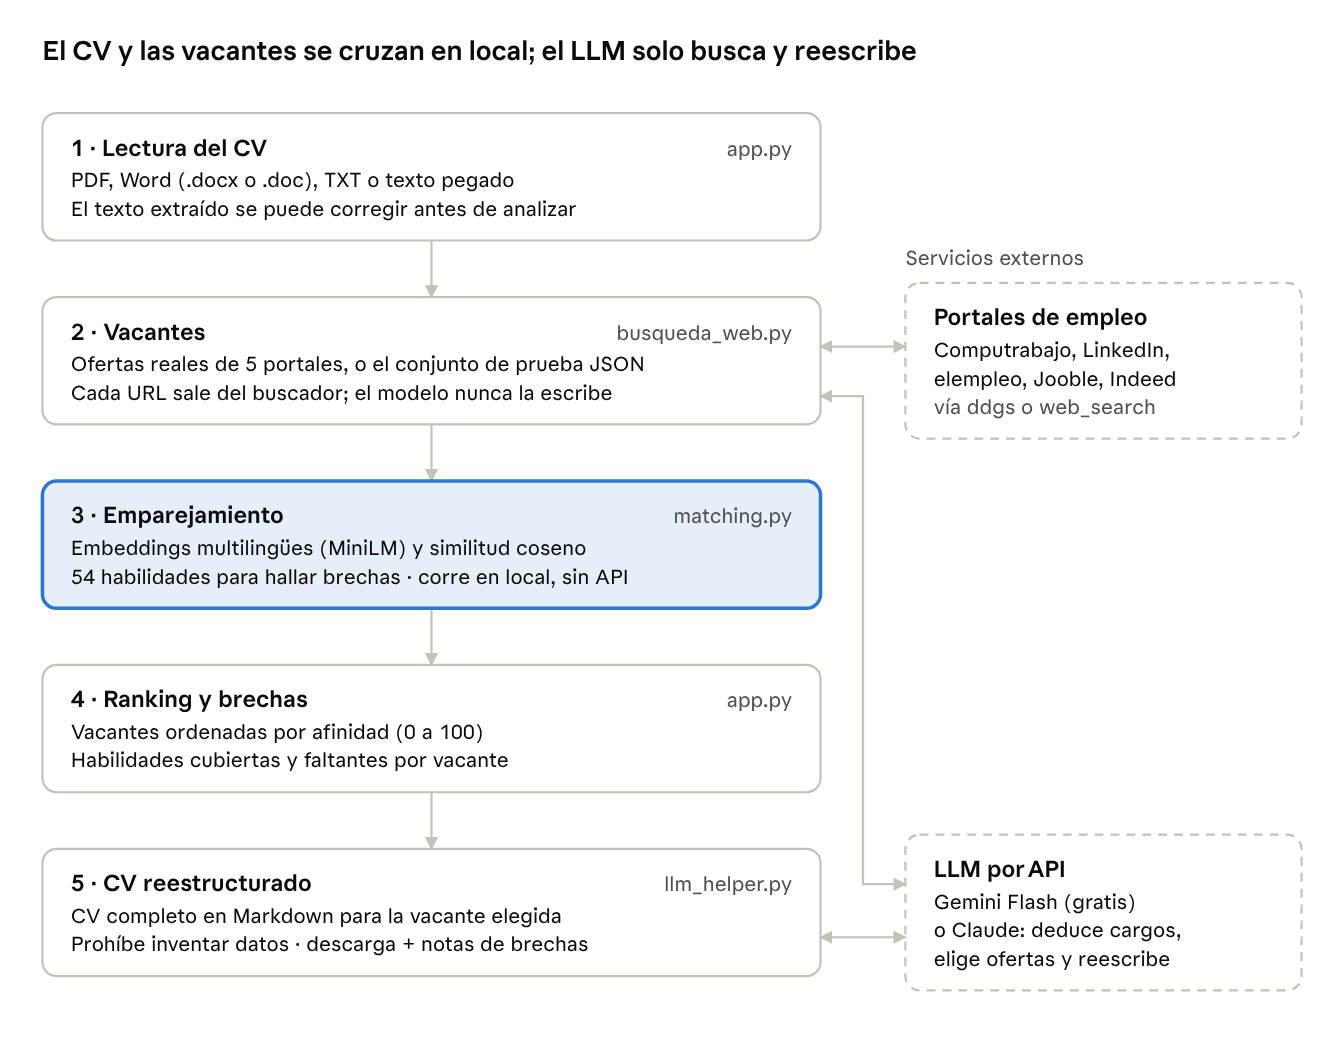 El CV y las vacantes se cruzan en local; el LLM solo busca y reescribe
1 · Lectura del CV
app.py
PDF, Word (.docx o .doc), TXT o texto pegado
El texto extraído se puede corregir antes de analizar
Servicios externos
2 · Vacantes
busqueda_web.py
Ofertas reales de 5 portales, o el conjunto de prueba JSON
Cada URL sale del buscador; el modelo nunca la escribe
Portales de empleo
Computrabajo, LinkedIn,
elempleo, Jooble, Indeed
vía ddgs o web_search
3 · Emparejamiento
matching.py
Embeddings multilingües (MiniLM) y similitud coseno
54 habilidades para hallar brechas · corre en local, sin API
4 · Ranking y brechas
app.py
Vacantes ordenadas por afinidad (0 a 100)
Habilidades cubiertas y faltantes por vacante
5 · CV reestructurado
llm_helper.py
CV completo en Markdown para la vacante elegida
Prohíbe inventar datos · descarga + notas de brechas
LLM por API
Gemini Flash (gratis)
o Claude: deduce cargos,
elige ofertas y reescribe